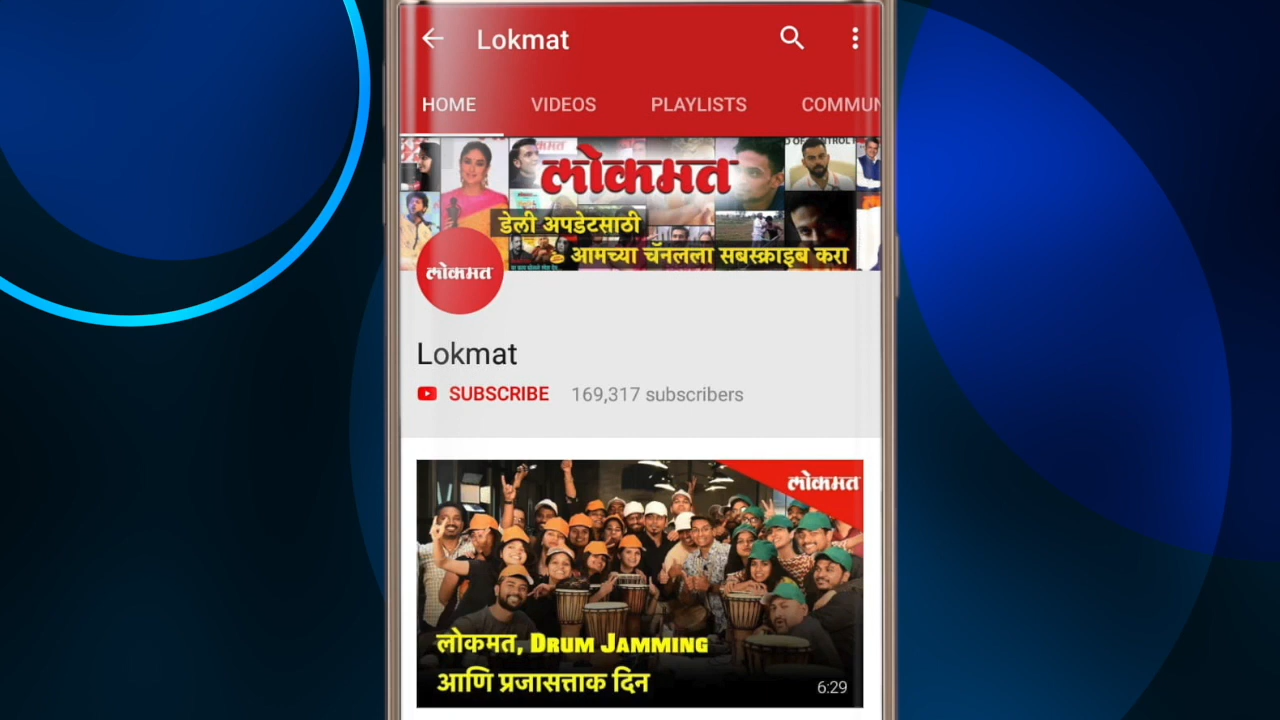 Lokmat
HOME VIDEOS PLAYLISTS COMMUN
लोकमत
डेली अपडेटसाठी
आमच्या चॅनलला सबस्क्राइब करा
लोकमत
Lokmat
SUBSCRIBE 169,317 subscribers
लोकमत
लोकमत, DRUM JAMMING
आणि प्रजासत्ताक दिन
6:29